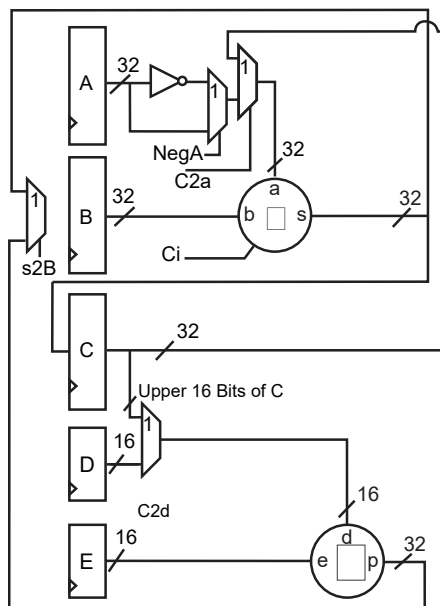 A
32
1
1
NegA
C2a
32
a
B
32
b
s
32
1
Ci
s2B
C
32
Upper 16 Bits of C
1
D
16
C2d
16
E
16
d
e
p
32